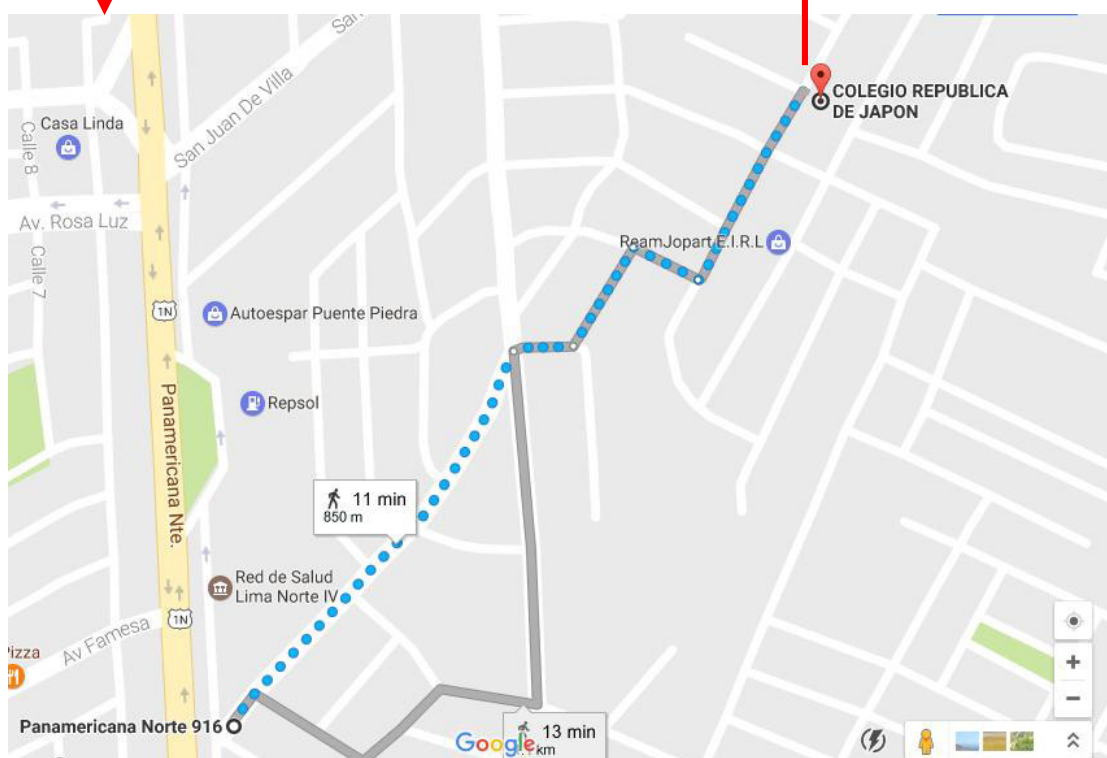 San
COLEGIO REPUBLICA
DE JAPON
Casa Linda
Calle 8
San Juan De Villa
Av. Rosa Luz
ReamJopart E.I.R.L
Calle 7
1N
Autoespar Puente Piedra
Panamericana Nte.
Repsol
11 min
850 m
Red de Salud
Lima Norte IV
1N
Av Famesa
Panamericana Norte 916
13 min
km
Google